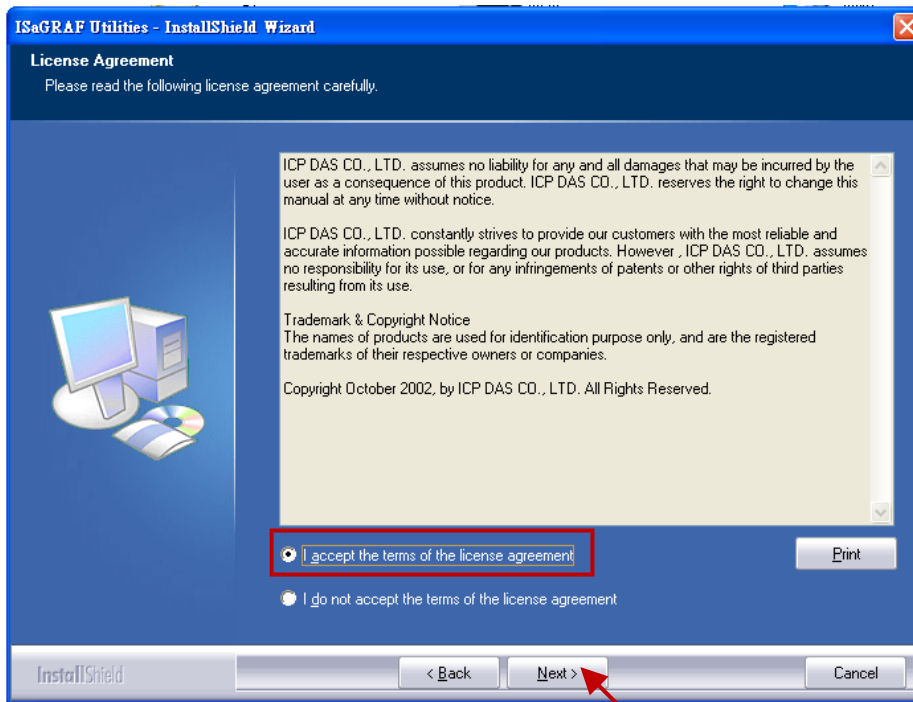 ISaGRAF Utilities - InstallShield Wizard
License Agreement
Please read the following license agreement carefully.
ICP DAS CO., LTD. assumes no liability for any and all damages that may be incurred by the
user as a consequence of this product. ICP DAS CO., LTD. reserves the right to change this
manual at any time without notice.
ICP DAS CO., LTD. constantly strives to provide our customers with the most reliable and
accurate information possible regarding our products. However , ICP DAS CO., LTD. assumes
no responsibility for its use, or for any infringements of patents or other rights of third parties
resulting from its use.
Trademark & Copyright Notice
The names of products are used for identification purpose only, and are the registered
trademarks of their respective owners or companies.
Copyright October 2002, by ICP DAS CO., LTD. All Rights Reserved.
I accept the terms of the license agreement
Print
I do not accept the terms of the license agreement
InstallShield
< Back
Next >
Cancel